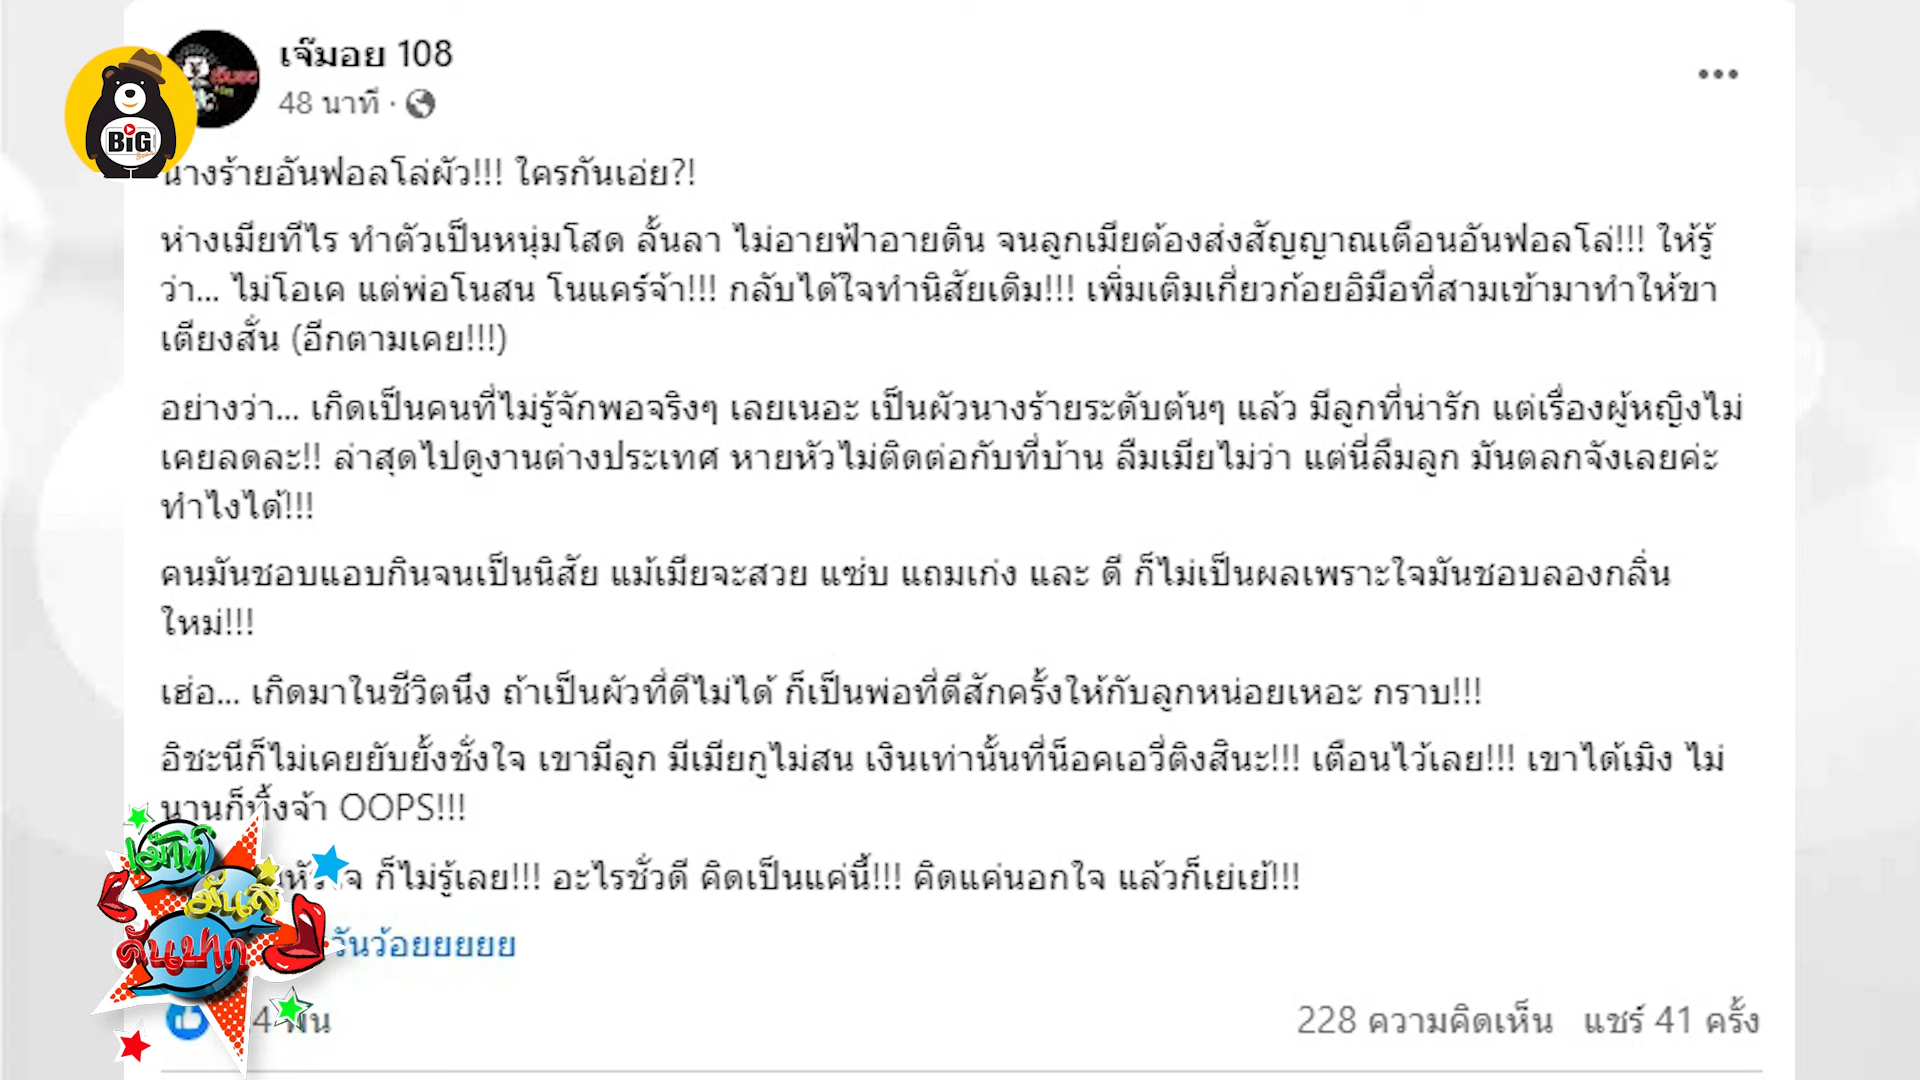 เจ๊มอย 108
48 นาที ·
BiG
นางร้ายอันฟอลโล่ผัว!!! ใครกันเอ่ย?!
ห่างเมียทีไร ทำตัวเป็นหนุ่มโสด ลั้นลา ไม่อายฟ้าอายดิน จนลูกเมียต้องส่งสัญญาณเตือนอันฟอลโล่!!! ให้รู้
ว่า... ไม่โอเค แต่พ่อโนสน โนแคร์จ้า!!! กลับได้ใจทำนิสัยเดิม!!! เพิ่มเติมเกี่ยวก้อยอิมือที่สามเข้ามาทำให้ขา
เตียงสั่น (อีกตามเคย!!!)
อย่างว่า... เกิดเป็นคนที่ไม่รู้จักพอจริงๆ เลยเนอะ เป็นผัวนางร้ายระดับต้นๆ แล้ว มีลูกที่น่ารัก แต่เรื่องผู้หญิงไม่
เคยลดละ!! ล่าสุดไปดูงานต่างประเทศ หายหัวไม่ติดต่อกับที่บ้าน ลืมเมียไม่ว่า แต่นี่ลืมลูก มันตลกจังเลยค่ะ
ทำไงได้!!!
คนมันชอบแอบกินจนเป็นนิสัย แม้เมียจะสวย แซ่บ แถมเก่ง และ ดี ก็ไม่เป็นผลเพราะใจมันชอบลองกลิ่น
ใหม่!!!
เฮ่อ... เกิดมาในชีวิตนึง ถ้าเป็นผัวที่ดีไม่ได้ ก็เป็นพ่อที่ดีสักครั้งให้กับลูกหน่อยเหอะ กราบ!!!
อิชะนีก็ไม่เคยยับยั้งชั่งใจ เขามีลูก มีเมียกูไม่สน เงินเท่านั้นที่น็อคเอวี่ติงสินะ!!! เตือนไว้เลย!!! เขาได้เมิง ไม่
นานก็ทิ้งจ้า OOPS!!!
ก็ไม่รู้เลย!!! อะไรชั่วดี คิดเป็นแค่นี้!!! คิดแค่นอกใจ แล้วก็เย่เย้!!!
วันว้อยยยยย
228 ความคิดเห็น แชร์ 41 ครั้ง
เม้าท์
มันส์
คันปาก